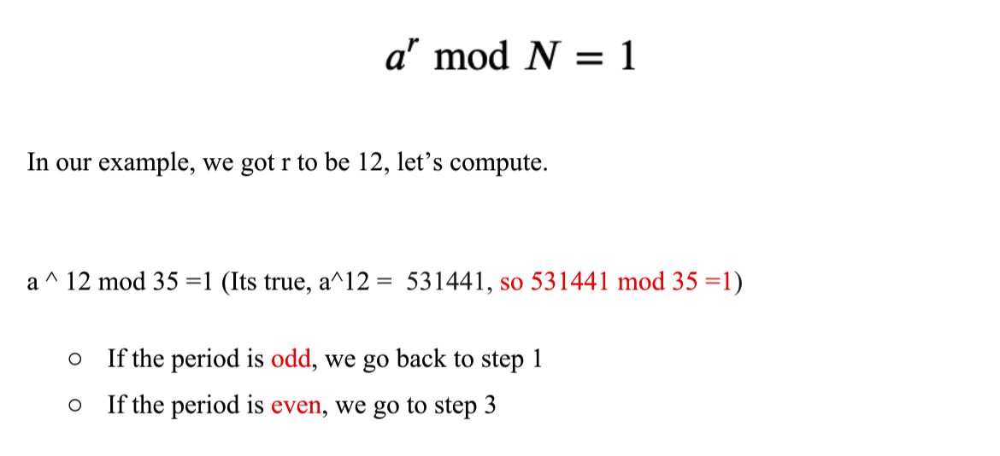 a^r mod N = 1
In our example, we got r to be 12, let’s compute.
a ^ 12 mod 35 =1 (Its true, a^12 = 531441, so 531441 mod 35 =1)
○ If the period is odd, we go back to step 1
○ If the period is even, we go to step 3